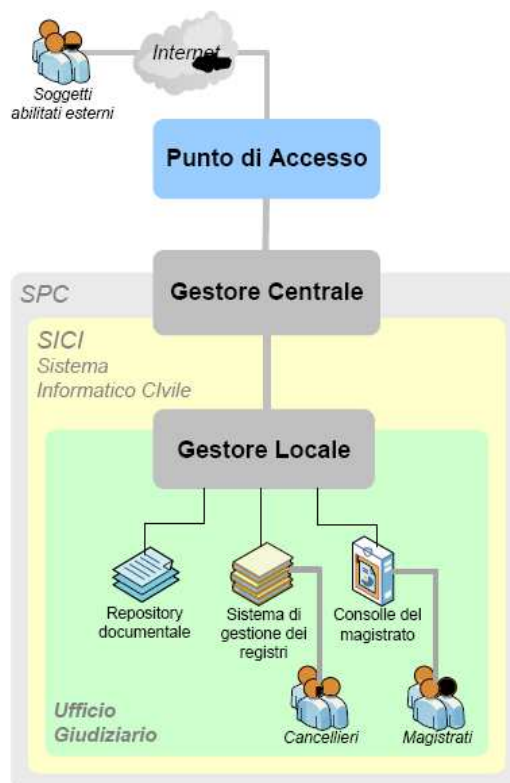 Internet
Soggetti
abilitati esterni
Punto di Accesso
Gestore Centrale
SPC
SICI
Sistema
Informatico CIvile
Gestore Locale
Repository
documentale
Sistema di
gestione dei
registri
Consolle del
magistrato
Ufficio
Giudiziario
Cancellieri
Magistrati